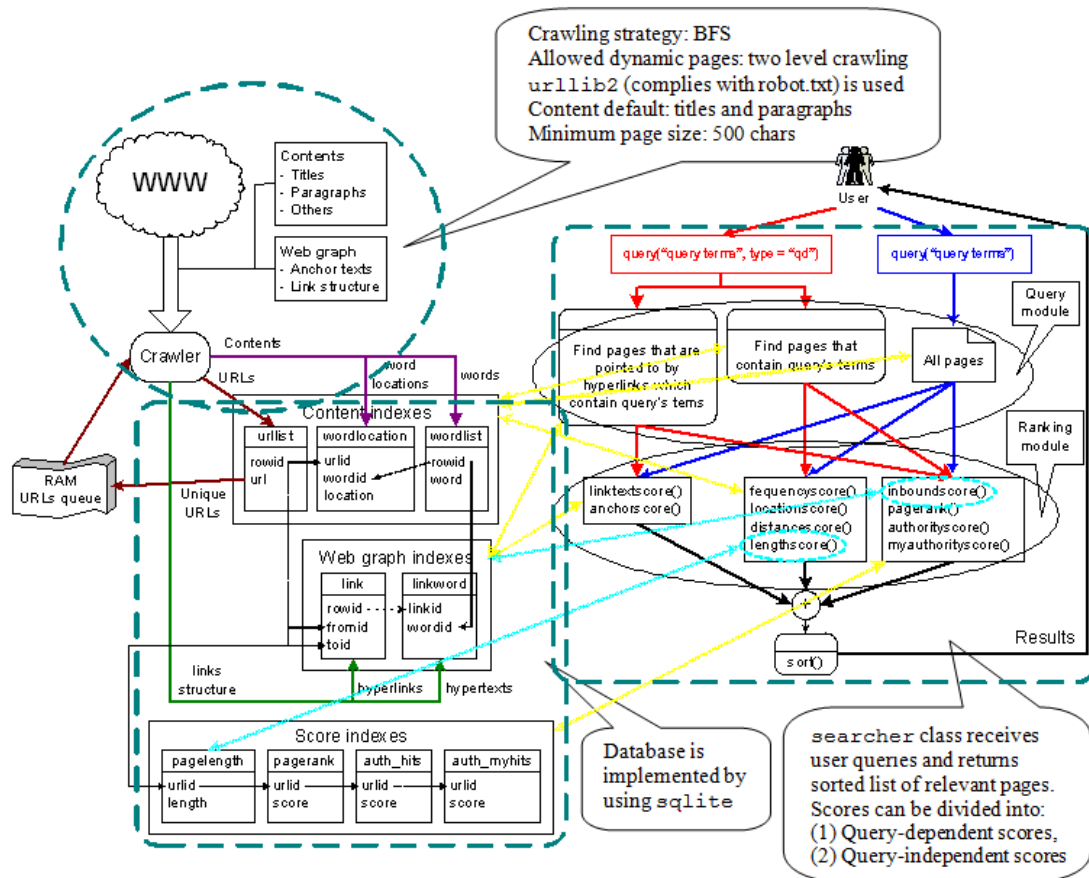 Crawling strategy: BFS
Allowed dynamic pages: two level crawling
urllib2 (complies with robot.txt) is used
Content default: titles and paragraphs
Minimum page size: 500 chars
WWW
Contents
- Titles
- Paragraphs
- Others
Web graph
- Anchor texts
- Link structure
Crawler
Contents
URLs
word
locations
words
RAM
URLs queue
Unique
URLs
Content indexes
urllist
rowid
url
wordlocation
urlid
wordid
location
wordlist
rowid
word
Web graph indexes
link
rowid
fromid
toid
linkword
linkid
wordid
links
structure
hyperlinks
hypertexts
Score indexes
pagelength
urlid
length
pagerank
urlid
score
auth_hits
urlid
score
auth_myhits
urlid
score
Database is
implemented by
using sqlite
User
query("query terms", type = "qd")
query("query terms")
Query
module
Find pages that are
pointed to by
hyperlinks which
contain query's tems
Find pages that
contain query's terms
All pages
Ranking
module
linktextscore()
anchorscore()
fequencyscore()
locationscore()
distancescore()
lengthscore()
inboundscore()
pagerank()
authorityscore()
myauthorityscore()
+
sort()
Results
searcher class receives
user queries and returns
sorted list of relevant pages.
Scores can be divided into:
(1) Query-dependent scores,
(2) Query-independent scores